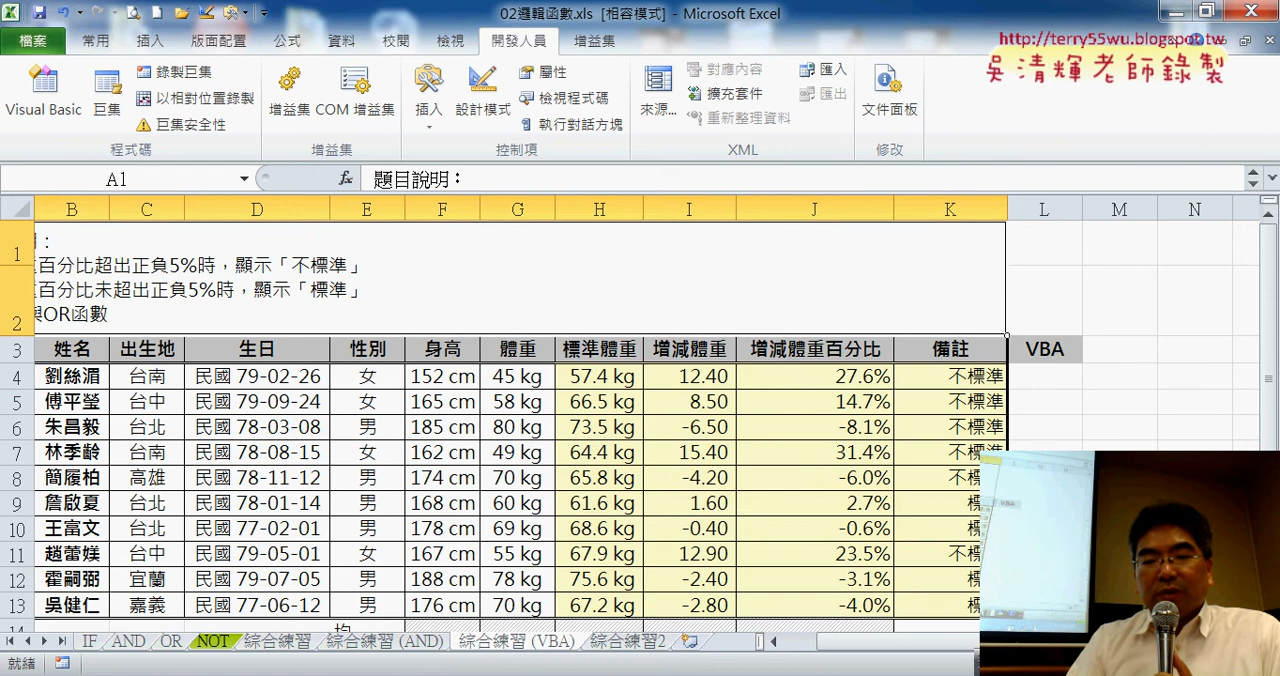 02邏輯函數.xls [相容模式] - Microsoft Excel
檔案 常用 插入 版面配置 公式 資料 校閱 檢視 開發人員 增益集
http://terry55wu.blogspot.tw
吳清輝老師錄製
Visual Basic 巨集 錄製巨集 以相對位置錄製 巨集安全性
增益集 COM 增益集
插入 設計模式 屬性 檢視程式碼 執行對話方塊
來源... 對應內容 擴充套件 重新整理資料 匯入 匯出
文件面板
程式碼 增益集 控制項 XML 修改
A1 fx 題目說明：
B C D E F G H I J K L M N
1 ：
百分比超出正負5%時，顯示「不標準」
百分比未超出正負5%時，顯示「標準」
2 與OR函數
3 姓名 出生地 生日 性別 身高 體重 標準體重 增減體重 增減體重百分比 備註 VBA
4 劉絲湄 台南 民國 79-02-26 女 152 cm 45 kg 57.4 kg 12.40 27.6% 不標準
5 傅平瑩 台中 民國 79-09-24 女 165 cm 58 kg 66.5 kg 8.50 14.7% 不標準
6 朱昌毅 台北 民國 78-03-08 男 185 cm 80 kg 73.5 kg -6.50 -8.1% 不標準
7 林季齡 台南 民國 78-08-15 女 162 cm 49 kg 64.4 kg 15.40 31.4% 不標準
8 簡履柏 高雄 民國 78-11-12 男 174 cm 70 kg 65.8 kg -4.20 -6.0% 不標
9 詹啟夏 台北 民國 78-01-14 男 168 cm 60 kg 61.6 kg 1.60 2.7% 標
10 王富文 台北 民國 77-02-01 男 178 cm 69 kg 68.6 kg -0.40 -0.6% 標
11 趙蕾媄 台中 民國 79-05-01 女 167 cm 55 kg 67.9 kg 12.90 23.5% 不標
12 霍嗣弼 宜蘭 民國 79-07-05 男 188 cm 78 kg 75.6 kg -2.40 -3.1% 標
13 吳健仁 嘉義 民國 77-06-12 男 176 cm 70 kg 67.2 kg -2.80 -4.0% 標
14 均
IF AND OR NOT 綜合練習 綜合練習 (AND) 綜合練習 (VBA) 綜合練習2
就緒